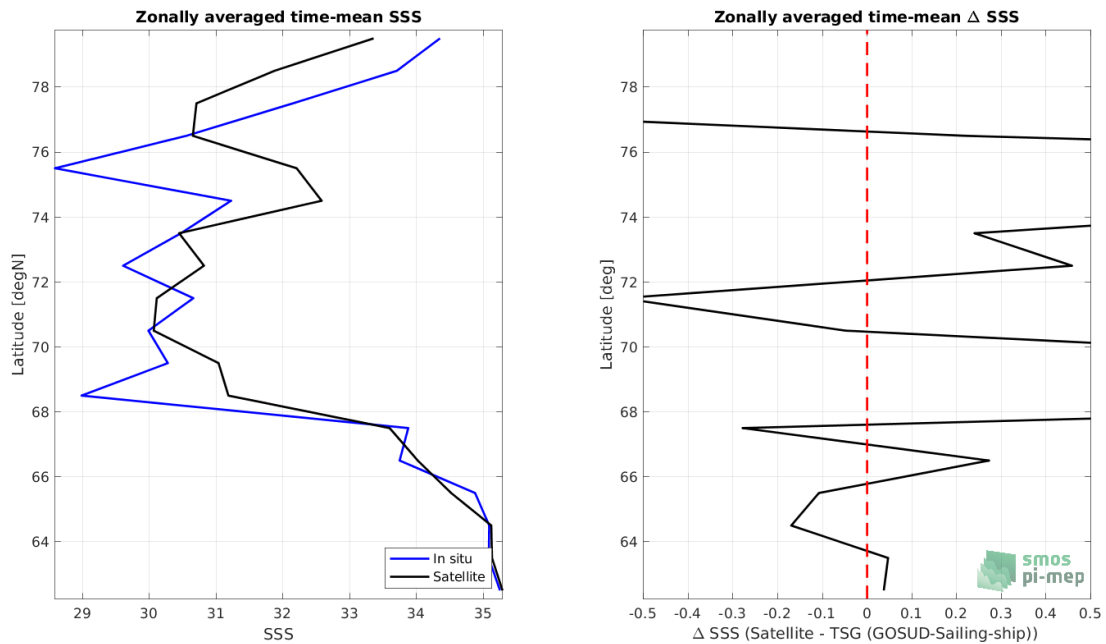 Zonally averaged time-mean SSS
Latitude [degN]
78
76
74
72
70
68
66
64
29 30 31 32 33 34 35
SSS
In situ
Satellite
Zonally averaged time-mean Δ SSS
Latitude [deg]
78
76
74
72
70
68
66
64
-0.5 -0.4 -0.3 -0.2 -0.1 0 0.1 0.2 0.3 0.4 0.5
Δ SSS (Satellite - TSG (GOSUD-Sailing-ship))
smos
pi-mep